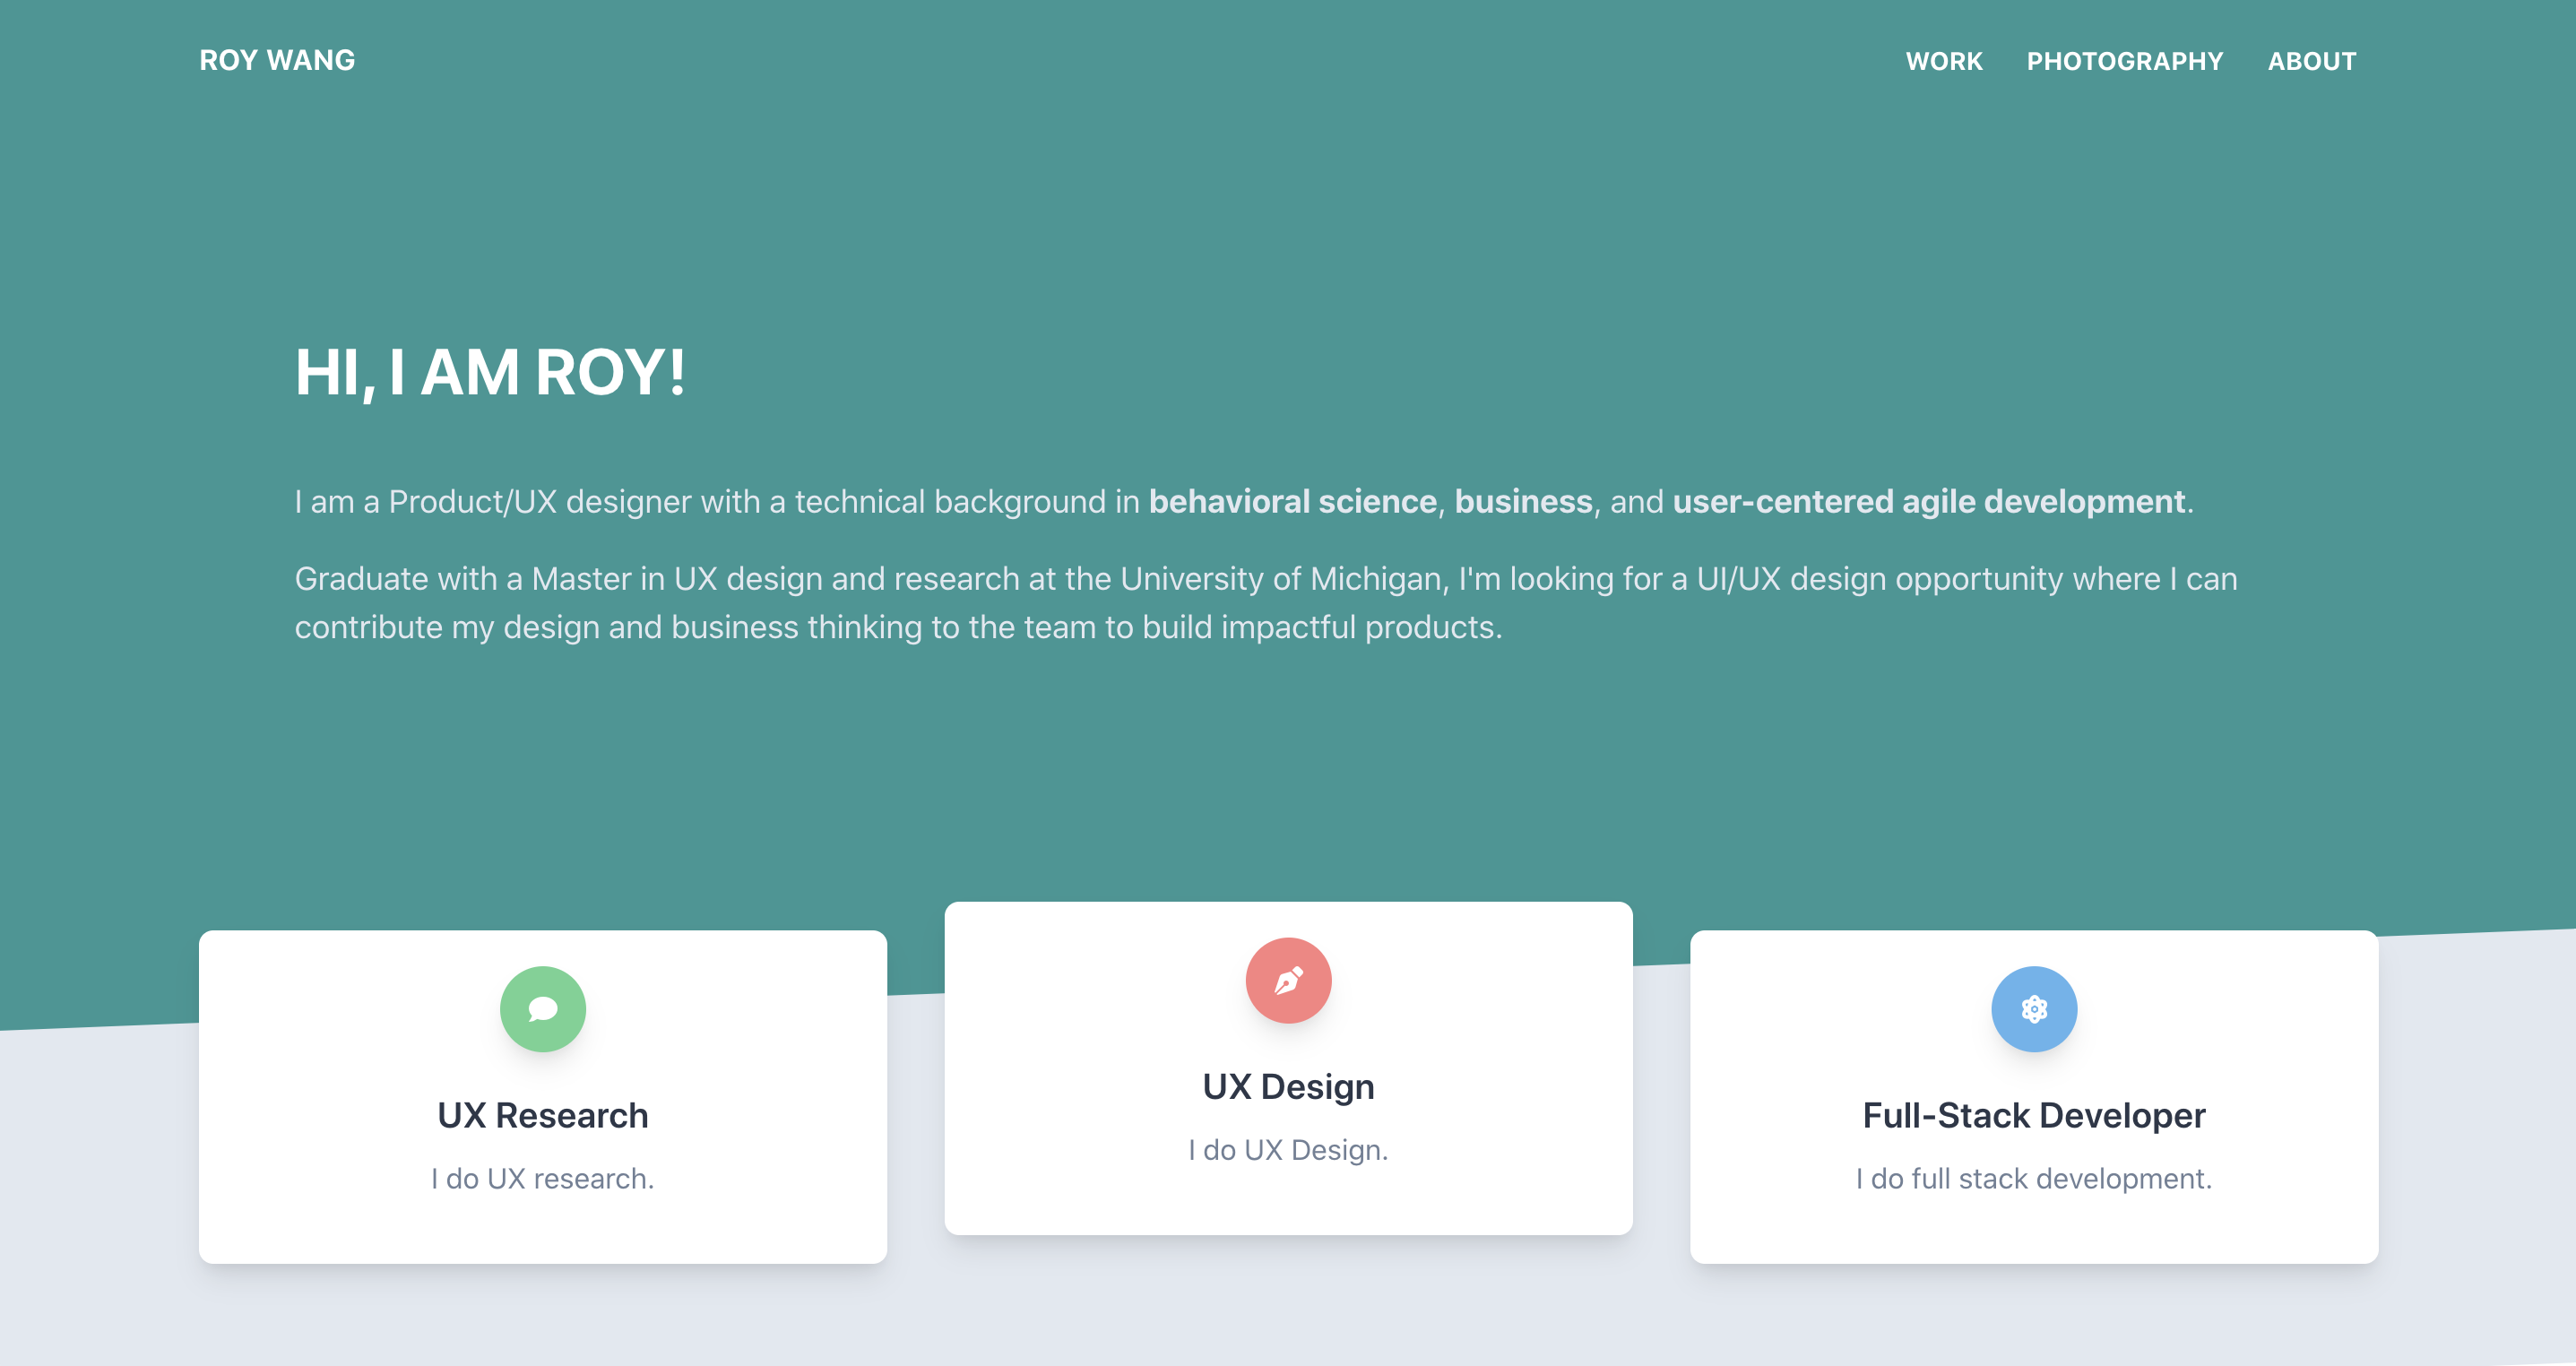 ROY WANG
WORK PHOTOGRAPHY ABOUT
HI, I AM ROY!
I am a Product/UX designer with a technical background in behavioral science, business, and user-centered agile development.
Graduate with a Master in UX design and research at the University of Michigan, I'm looking for a UI/UX design opportunity where I can
contribute my design and business thinking to the team to build impactful products.
UX Research
I do UX research.
UX Design
I do UX Design.
Full-Stack Developer
I do full stack development.